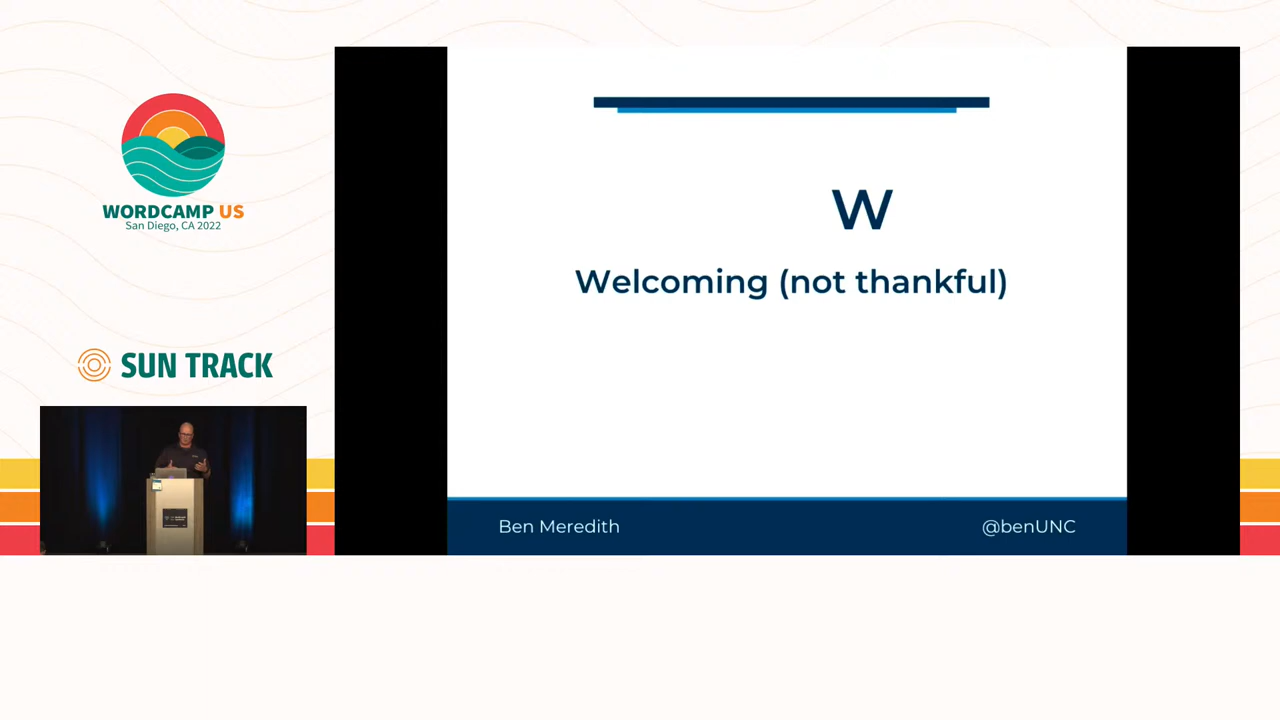 WORDCAMP US
San Diego, CA 2022
SUN TRACK
W
Welcoming (not thankful)
Ben Meredith
@benUNC